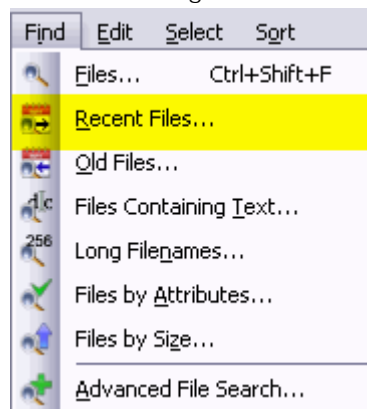 Find Edit Select Sort
Files... Ctrl+Shift+F
Recent Files...
Old Files...
Files Containing Text...
256 Long Filenames...
Files by Attributes...
Files by Size...
Advanced File Search...